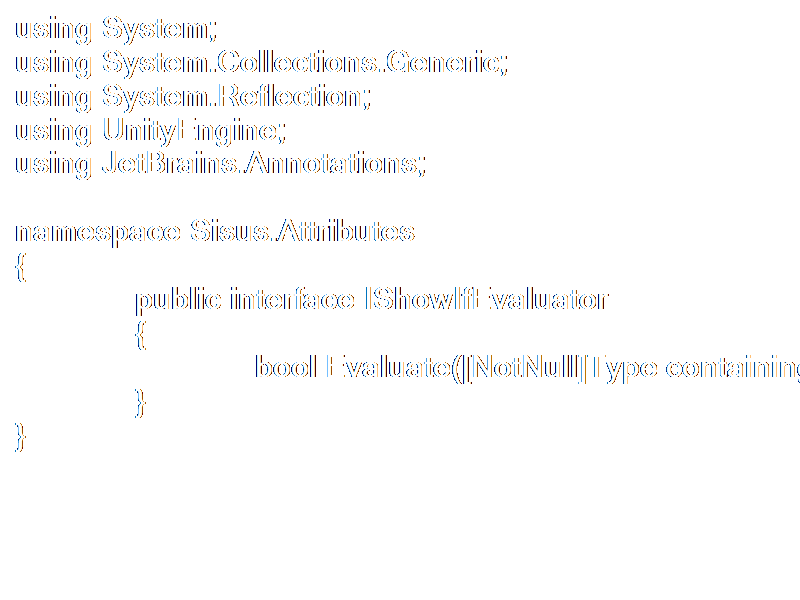 using System;
using System.Collections.Generic;
using System.Reflection;
using UnityEngine;
using JetBrains.Annotations;
namespace Sisus.Attributes
{
public interface IShowIfEvaluator
{
bool Evaluate([NotNull]Type containing
}
}